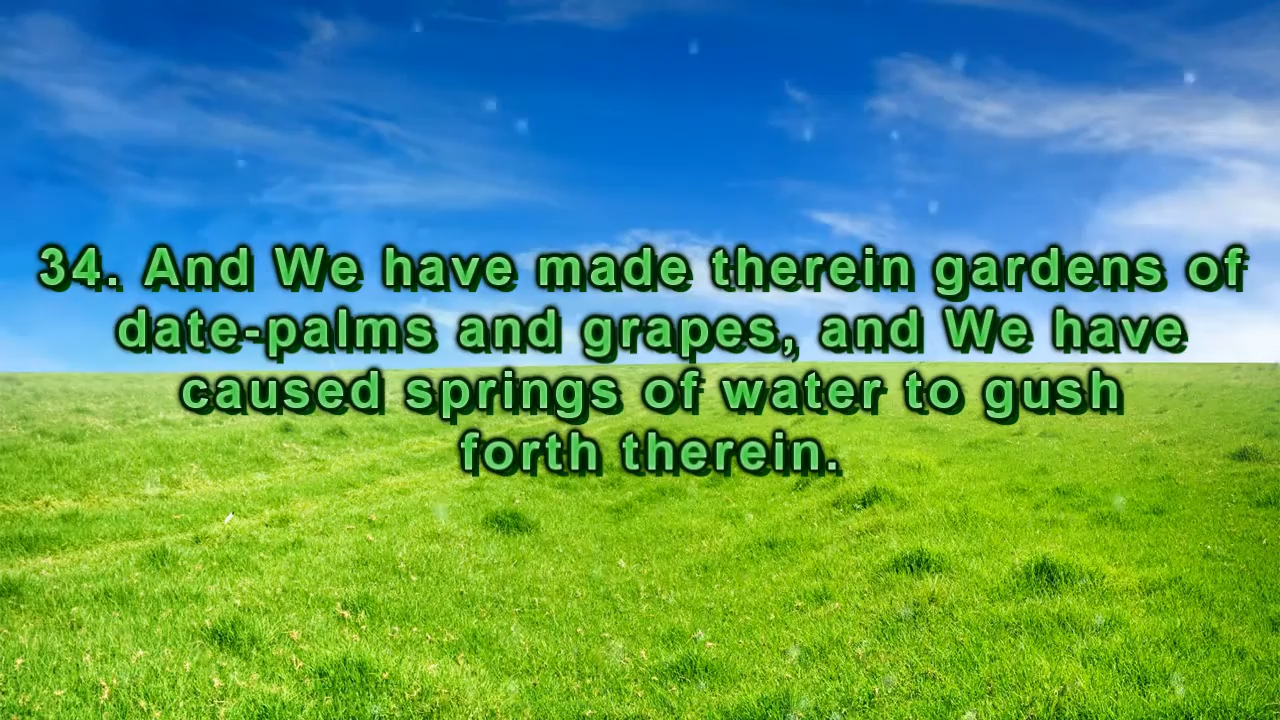 34. And We have made therein gardens of
date-palms and grapes, and We have
caused springs of water to gush
forth therein.